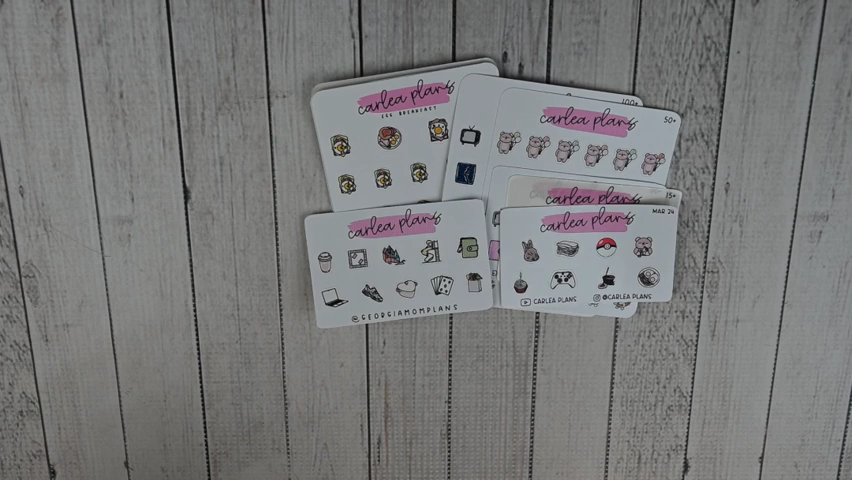 carlea plans
EGG BREAKFAST
100+
carlea plans
50+
carlea plans
15+
carlea plans
MAR 24
CARLEA PLANS
@CARLEA PLANS
carlea plans
@GEORGIAMOMPLANS